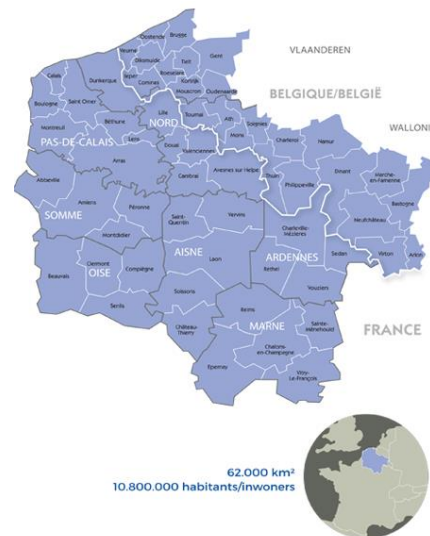 VLAANDEREN
BELGIQUE/BELGIË
WALLONI
Oostende
Brugge
Veurne
Diksmuide
Tielt
Gent
Ieper
Roeselare
Kortrijk
Comines
Mouscron
Oudenaarde
Calais
Dunkerque
Saint Omer
Boulogne
Lille
Tournai
Ath
Soignies
Béthune
NORD
Mons
Charleroi
Namur
Montreuil
Lens
Douai
Valenciennes
PAS-DE-CALAIS
Arras
Cambrai
Avesnes sur Helpe
Thuin
Philippeville
Dinant
Marche-
en-Famenne
Bastogne
Neufchâteau
Abbeville
Amiens
Péronne
SOMME
Saint-
Quentin
Vervins
Charleville-
Mézières
Sedan
Virton
Arlon
Montdidier
AISNE
Laon
ARDENNES
Rethel
Beauvais
Clermont
OISE
Compiègne
Soissons
Vouziers
Senlis
Reims
Château-
Thierry
MARNE
Sainte-
Ménehould
FRANCE
Chalons-
en-Champagne
Epernay
Vitry-
Le-François
62.000 km²
10.800.000 habitants/inwoners